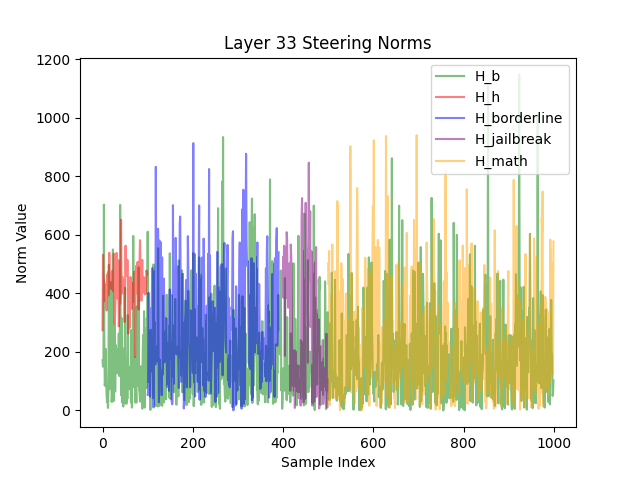 Layer 33 Steering Norms
1200
1000
800
600
400
200
0
Norm Value
H_b
H_h
H_borderline
H_jailbreak
H_math
0
200
400
600
800
1000
Sample Index